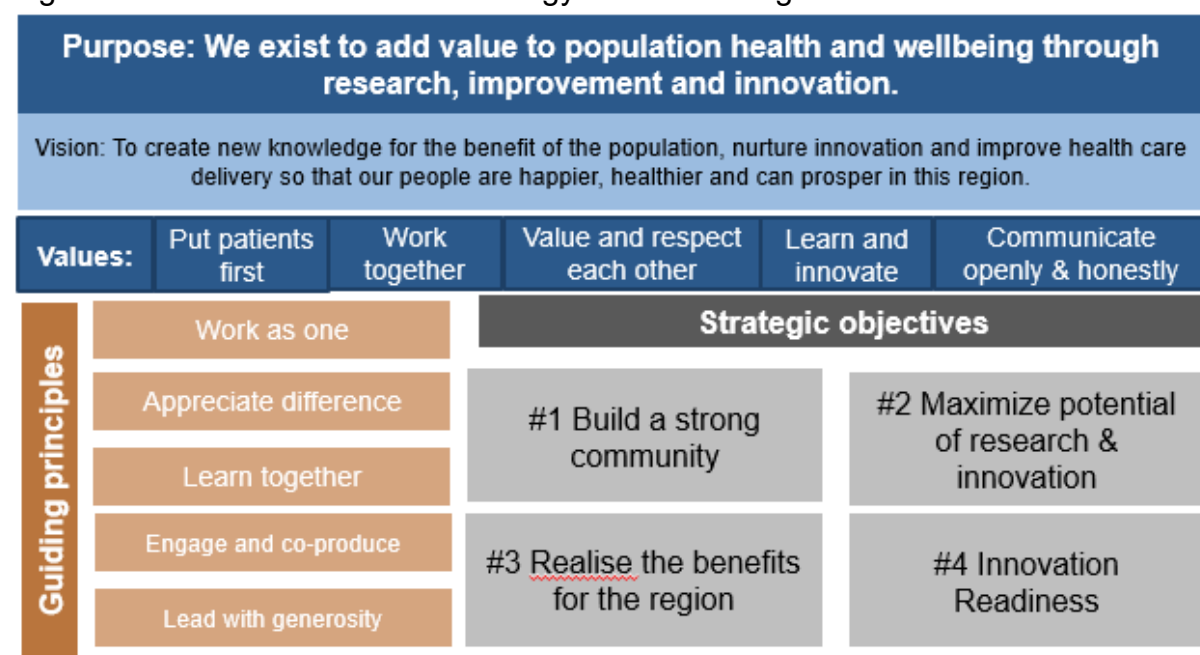 Purpose: We exist to add value to population health and wellbeing through
research, improvement and innovation.
Vision: To create new knowledge for the benefit of the population, nurture innovation and improve health care
delivery so that our people are happier, healthier and can prosper in this region.
Values:
Put patients
first
Work
together
Value and respect
each other
Learn and
innovate
Communicate
openly & honestly
Guiding principles
Work as one
Appreciate difference
Learn together
Engage and co-produce
Lead with generosity
Strategic objectives
#1 Build a strong
community
#2 Maximize potential
of research &
innovation
#3 Realise the benefits
for the region
#4 Innovation
Readiness